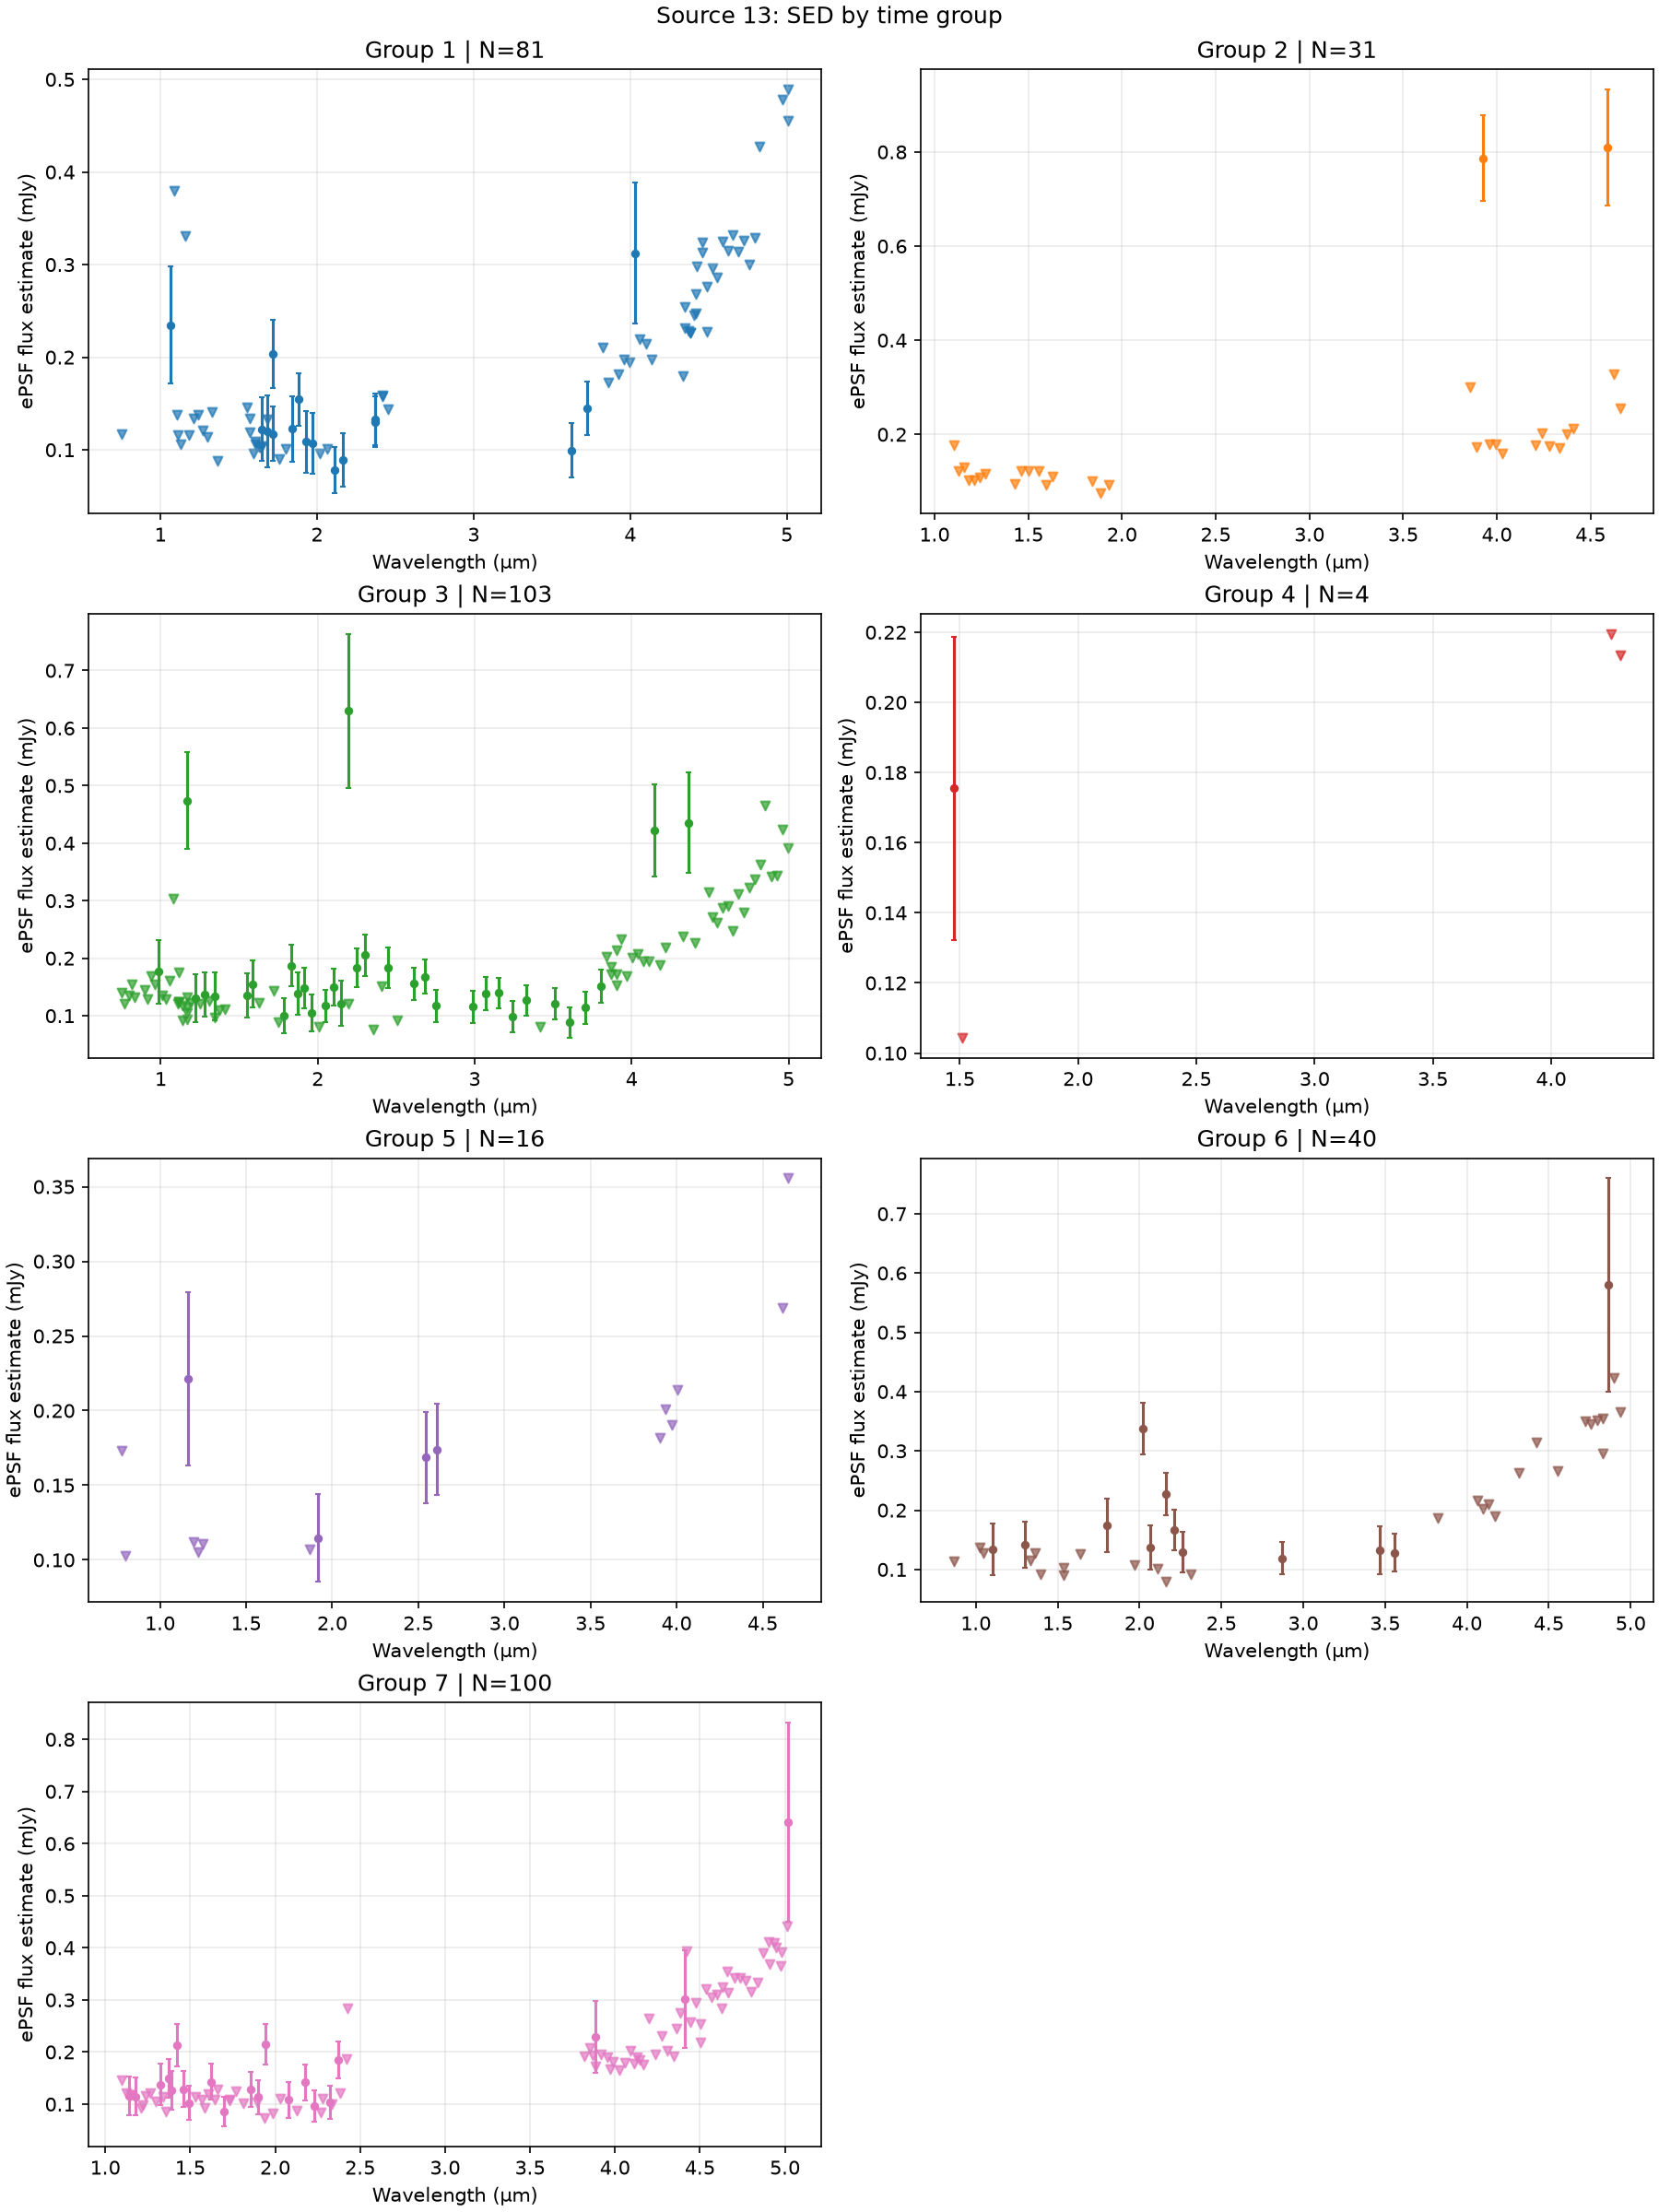 Source 13: SED by time group
Group 1 | N=81
0.5
0.4
0.3
0.2
0.1
ePSF flux estimate (mJy)
1 2 3 4 5
Wavelength (μm)
Group 2 | N=31
0.8
0.6
0.4
0.2
ePSF flux estimate (mJy)
1.0 1.5 2.0 2.5 3.0 3.5 4.0 4.5
Wavelength (μm)
Group 3 | N=103
0.7
0.6
0.5
0.4
0.3
0.2
0.1
ePSF flux estimate (mJy)
1 2 3 4 5
Wavelength (μm)
Group 4 | N=4
0.22
0.20
0.18
0.16
0.14
0.12
0.10
ePSF flux estimate (mJy)
1.5 2.0 2.5 3.0 3.5 4.0
Wavelength (μm)
Group 5 | N=16
0.35
0.30
0.25
0.20
0.15
0.10
ePSF flux estimate (mJy)
1.0 1.5 2.0 2.5 3.0 3.5 4.0 4.5
Wavelength (μm)
Group 6 | N=40
0.7
0.6
0.5
0.4
0.3
0.2
0.1
ePSF flux estimate (mJy)
1.0 1.5 2.0 2.5 3.0 3.5 4.0 4.5 5.0
Wavelength (μm)
Group 7 | N=100
0.8
0.7
0.6
0.5
0.4
0.3
0.2
0.1
ePSF flux estimate (mJy)
1.0 1.5 2.0 2.5 3.0 3.5 4.0 4.5 5.0
Wavelength (μm)